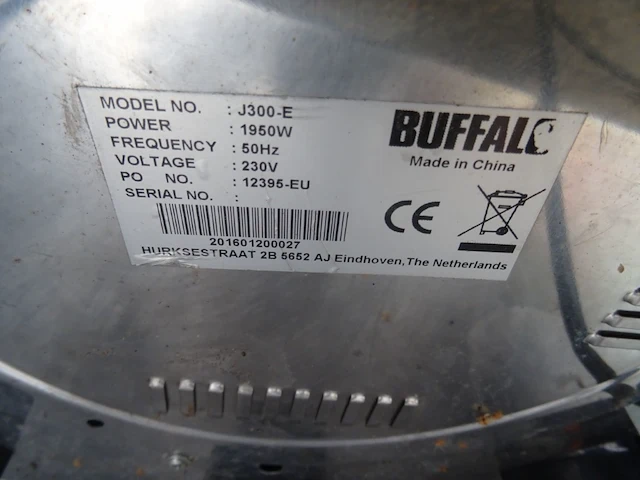 MODEL NO. : J300-E
POWER : 1950W
FREQUENCY : 50Hz
VOLTAGE : 230V
PO NO. : 12395-EU
SERIAL NO. :
201601200027
HURKSESTRAAT 2B 5652 AJ Eindhoven,The Netherlands
BUFFALO
Made in China
CE